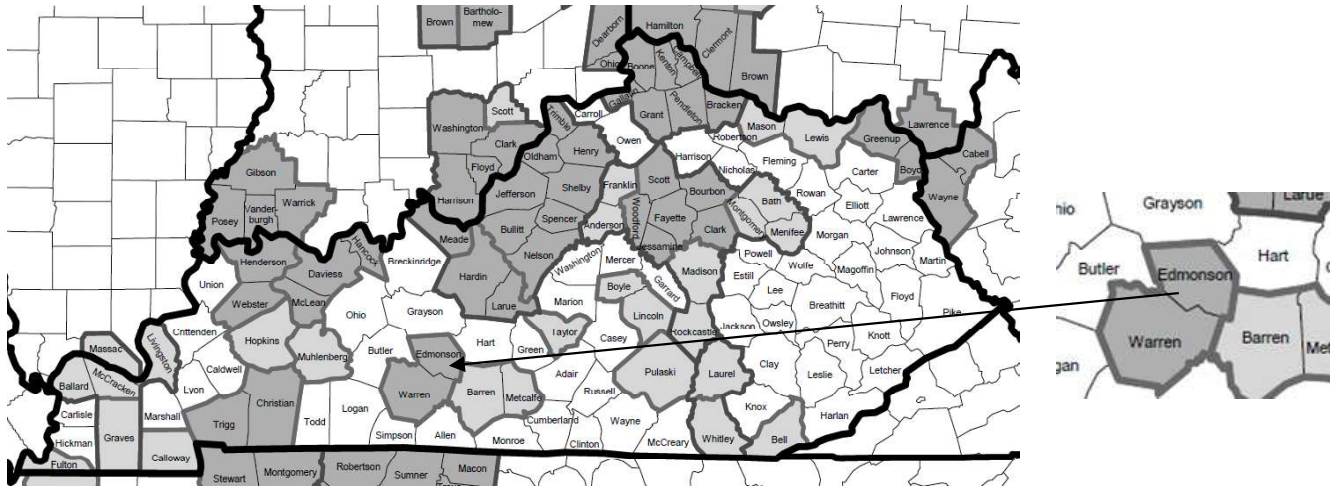 Brown
Bartholo-
mew
Dearborn
Hamilton
Clermont
Ohio
Boone
Kenton
Campbell
Brown
Gallatin
Grant
Pendleton
Bracken
Scott
Trimble
Carroll
Washington
Clark
Owen
Robertson
Mason
Lewis
Greenup
Lawrence
Floyd
Oldham
Henry
Harrison
Nicholas
Fleming
Carter
Boyd
Cabell
Gibson
Harrison
Jefferson
Shelby
Franklin
Scott
Bourbon
Rowan
Elliott
Wayne
Posey
Vander-
burgh
Warrick
Spencer
Anderson
Woodford
Fayette
Clark
Montgomery
Bath
Menifee
Morgan
Lawrence
Meade
Bullitt
Nelson
Jessamine
Henderson
Hancock
Daviess
Breckinridge
Hardin
Washington
Mercer
Garrard
Madison
Powell
Estill
Wolfe
Magoffin
Johnson
Martin
Union
Webster
McLean
Larue
Marion
Boyle
Lee
Breathitt
Floyd
Pike
Ohio
Grayson
Lincoln
Crittenden
Hopkins
Muhlenberg
Butler
Edmonson
Hart
Green
Taylor
Casey
Rockcastle
Jackson
Owsley
Perry
Knott
Massac
Livingston
Caldwell
Lyon
Ballard
McCracken
Warren
Barren
Metcalfe
Adair
Russell
Pulaski
Laurel
Clay
Leslie
Letcher
Carlisle
Marshall
Trigg
Christian
Todd
Logan
Knox
Harlan
Hickman
Graves
Calloway
Simpson
Allen
Monroe
Cumberland
Clinton
Wayne
McCreary
Whitley
Bell
Fulton
Stewart
Montgomery
Robertson
Sumner
Macon
hio
Grayson
Larue
Butler
Edmonson
Hart
Warren
Barren
Met
gan